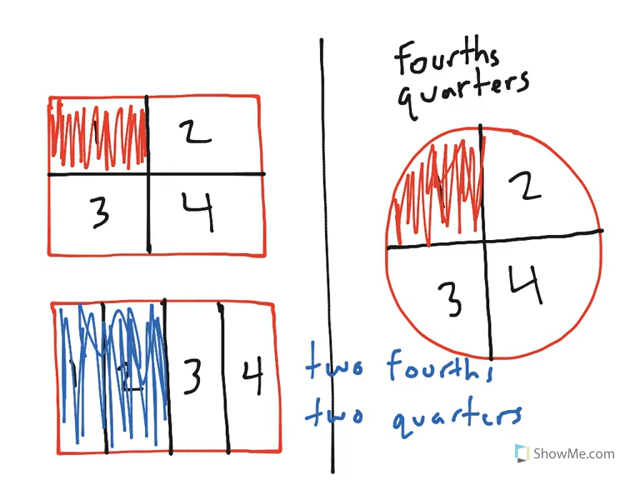 fourths
quarters
1 2
3 4
1 2
3 4
1 2 3 4
two fourths
two quarters
ShowMe.com